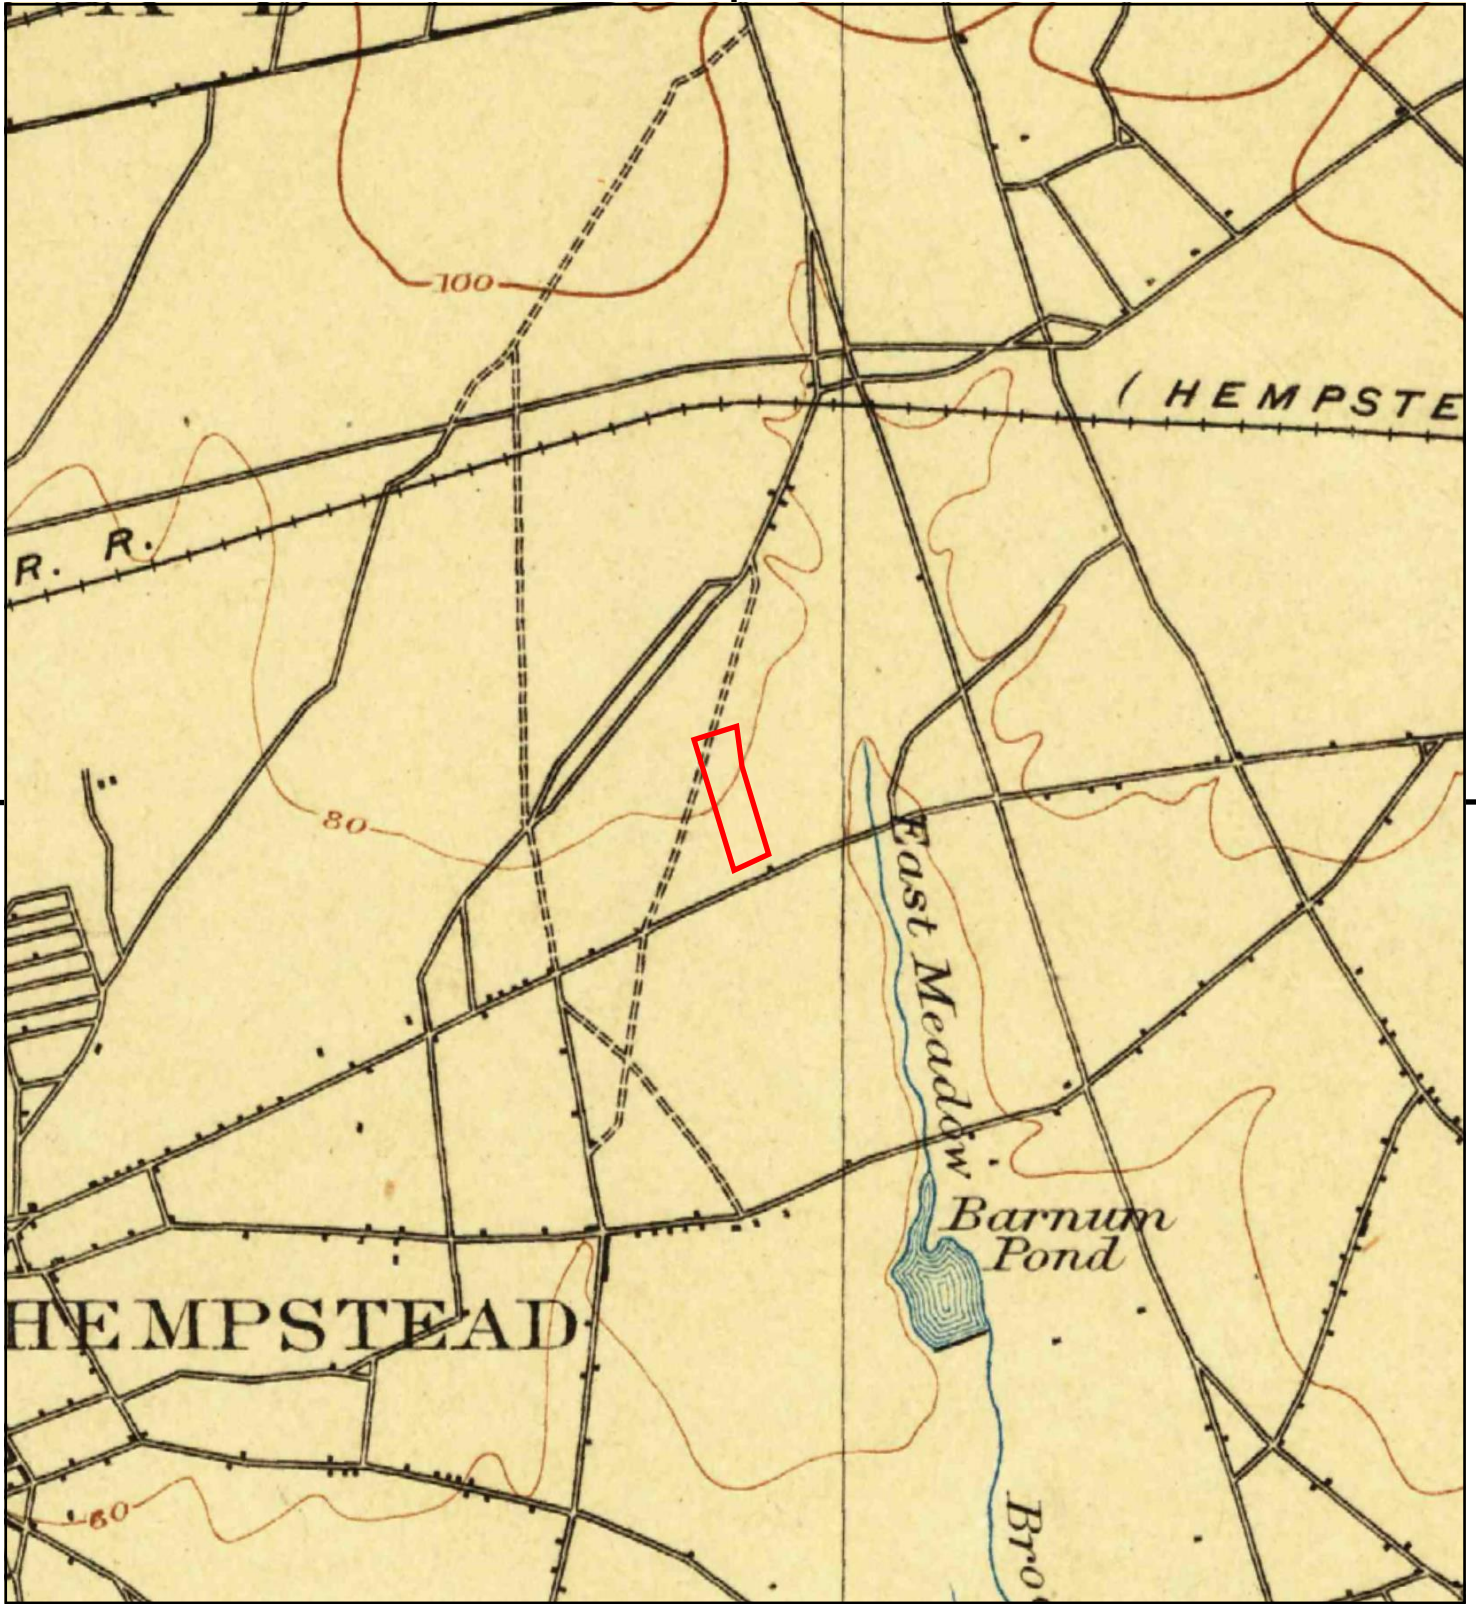 100
( HEMPSTE
R. R.
80
East Meadow
Barnum
Pond
HEMPSTEAD
60
Bro